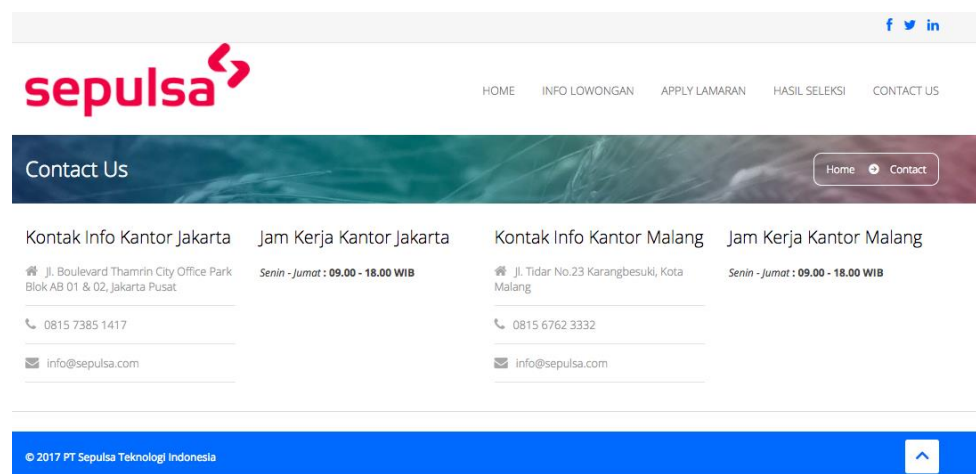 sepulsa
HOME INFO LOWONGAN APPLY LAMARAN HASIL SELEKSI CONTACT US
Contact Us
Home Contact
Kontak Info Kantor Jakarta
Jl. Boulevard Thamrin City Office Park
Blok AB 01 & 02, Jakarta Pusat
0815 7385 1417
info@sepulsa.com
Jam Kerja Kantor Jakarta
Senin - Jumat : 09.00 - 18.00 WIB
Kontak Info Kantor Malang
Jl. Tidar No.23 Karangbesuki, Kota
Malang
0815 6762 3332
info@sepulsa.com
Jam Kerja Kantor Malang
Senin - Jumat : 09.00 - 18.00 WIB
© 2017 PT Sepulsa Teknologi Indonesia